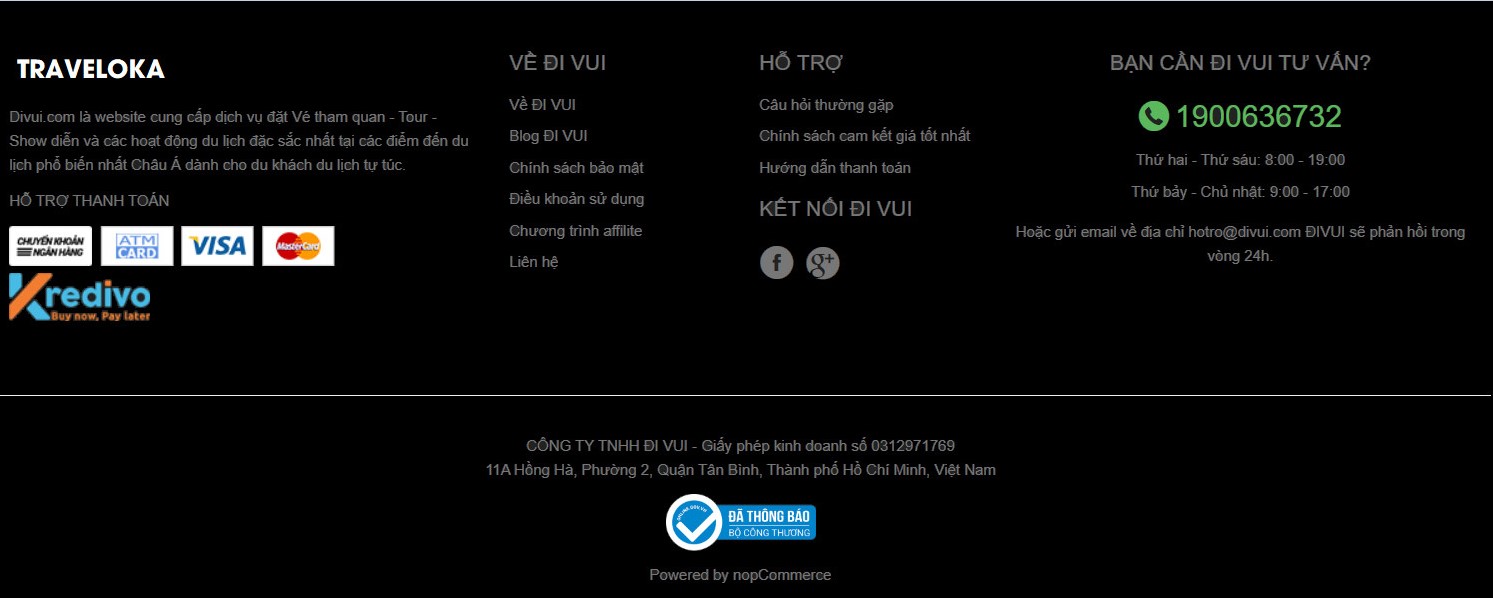 TRAVELOKA
Divui.com là website cung cấp dịch vụ đặt Vé tham quan - Tour -
Show diễn và các hoạt động du lịch đặc sắc nhất tại các điểm đến du
lịch phổ biến nhất Châu Á dành cho du khách du lịch tự túc.
HỖ TRỢ THANH TOÁN
CHUYỂN KHOẢN
NGÂN HÀNG
ATM
CARD
VISA
MasterCard
Kredivo
Buy now, Pay later
VỀ ĐI VUI
Về ĐI VUI
Blog ĐI VUI
Chính sách bảo mật
Điều khoản sử dụng
Chương trình affilite
Liên hệ
HỖ TRỢ
Câu hỏi thường gặp
Chính sách cam kết giá tốt nhất
Hướng dẫn thanh toán
KẾT NỐI ĐI VUI
f
g+
BẠN CẦN ĐI VUI TƯ VẤN?
1900636732
Thứ hai - Thứ sáu: 8:00 - 19:00
Thứ bảy - Chủ nhật: 9:00 - 17:00
Hoặc gửi email về địa chỉ hotro@divui.com ĐIVUI sẽ phản hồi trong
vòng 24h.
CÔNG TY TNHH ĐI VUI - Giấy phép kinh doanh số 0312971769
11A Hồng Hà, Phường 2, Quận Tân Bình, Thành phố Hồ Chí Minh, Việt Nam
ONLINE.GOV.VN
ĐÃ THÔNG BÁO
BỘ CÔNG THƯƠNG
Powered by nopCommerce